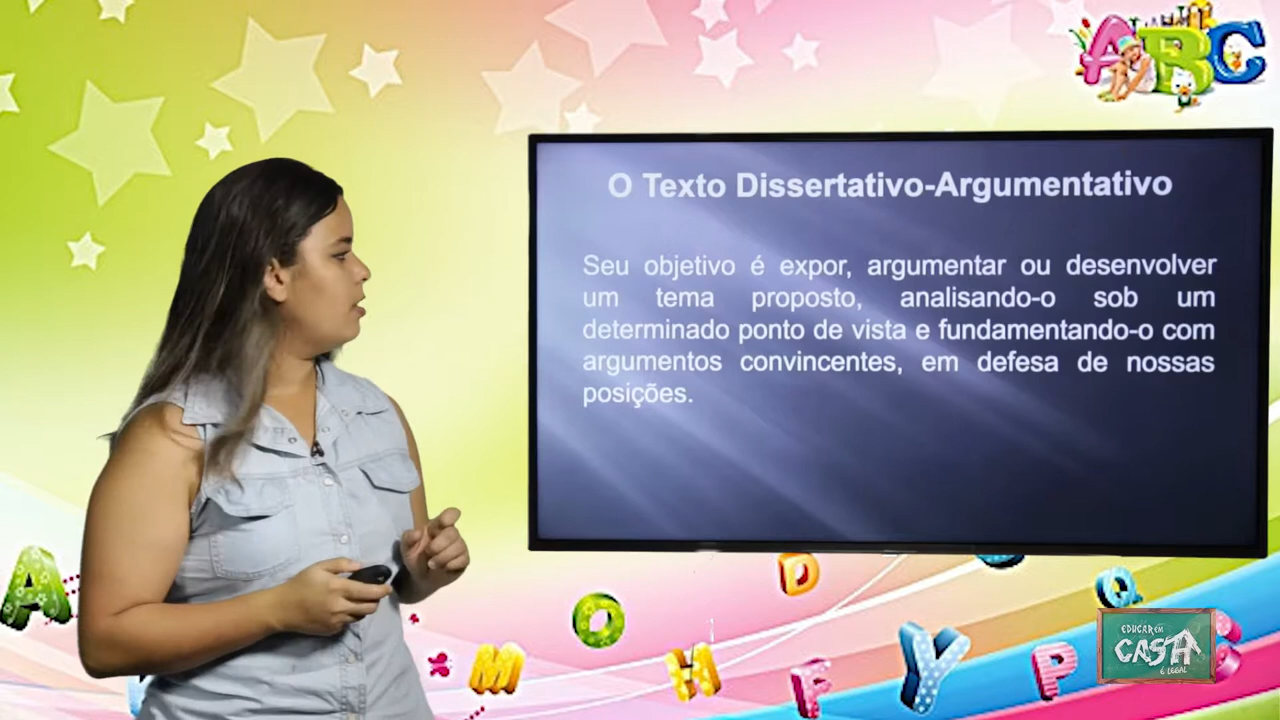 ABC
O Texto Dissertativo-Argumentativo
Seu objetivo é expor, argumentar ou desenvolver
um tema proposto, analisando-o sob um
determinado ponto de vista e fundamentando-o com
argumentos convincentes, em defesa de nossas
posições.
A
D
O
Q
M
H
F
Y
P
EDUCAR EM
CASA
É LEGAL